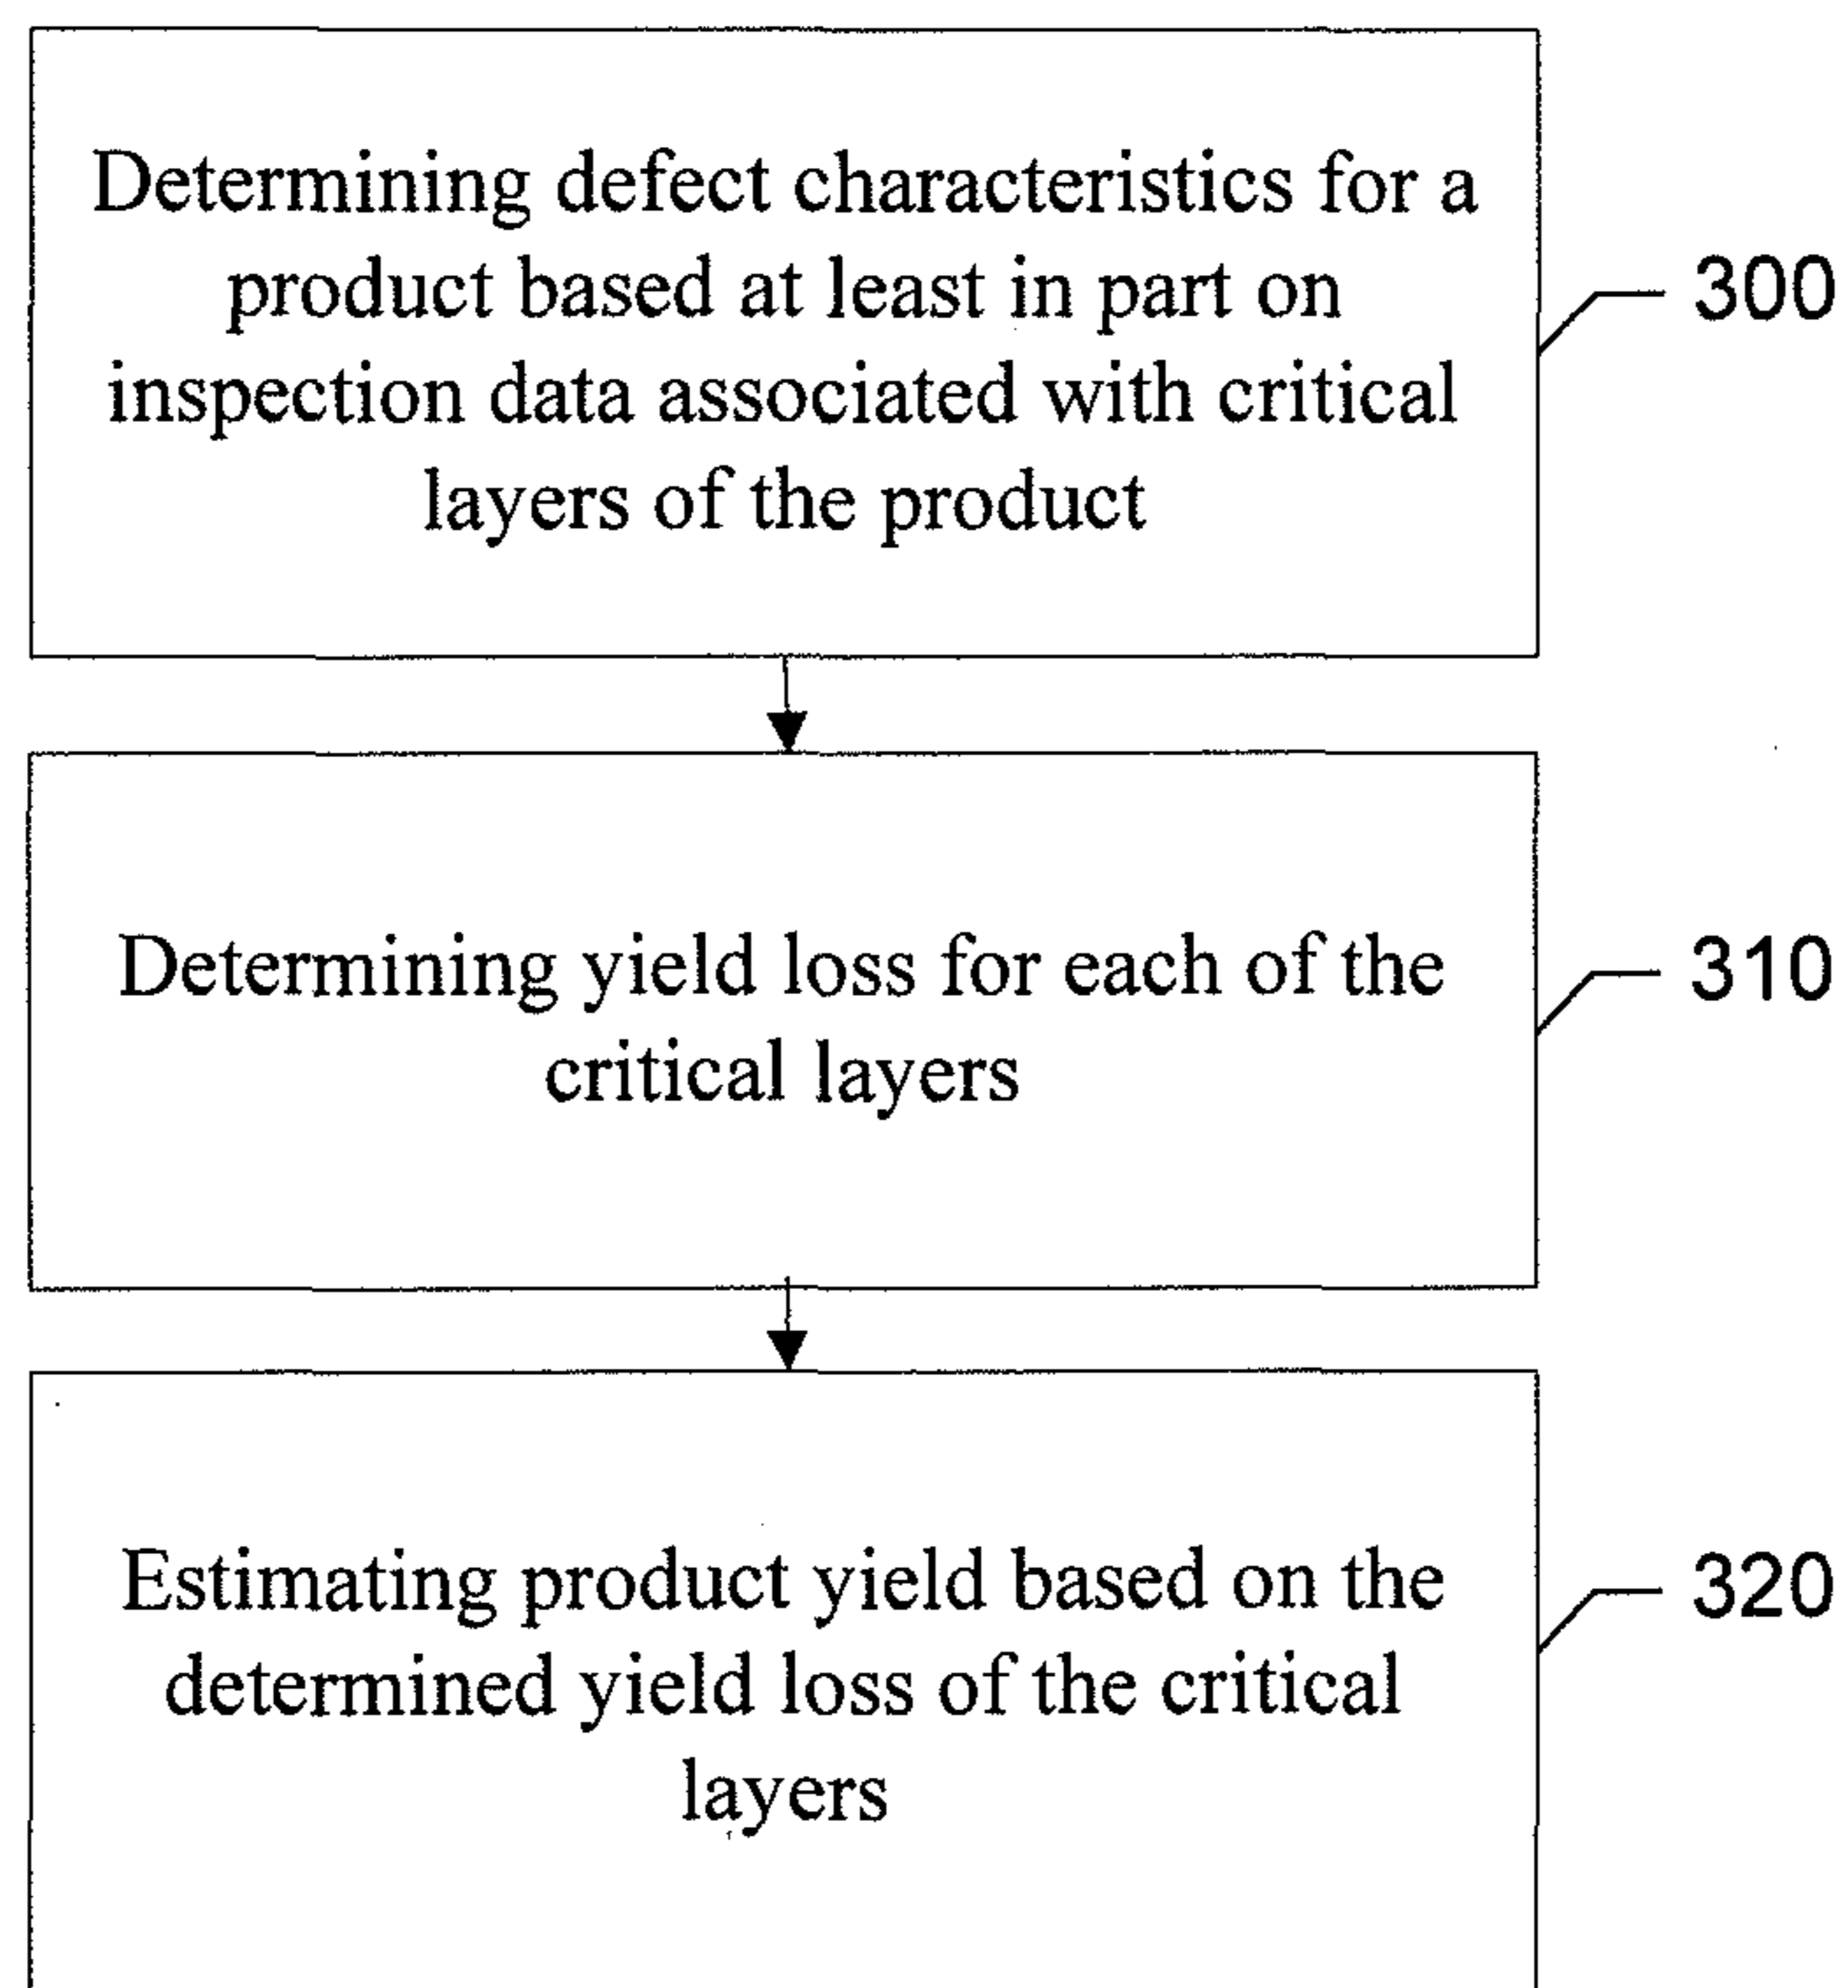 Determining defect characteristics for a
product based at least in part on
inspection data associated with critical
layers of the product
300
Determining yield loss for each of the
critical layers
310
Estimating product yield based on the
determined yield loss of the critical
layers
320